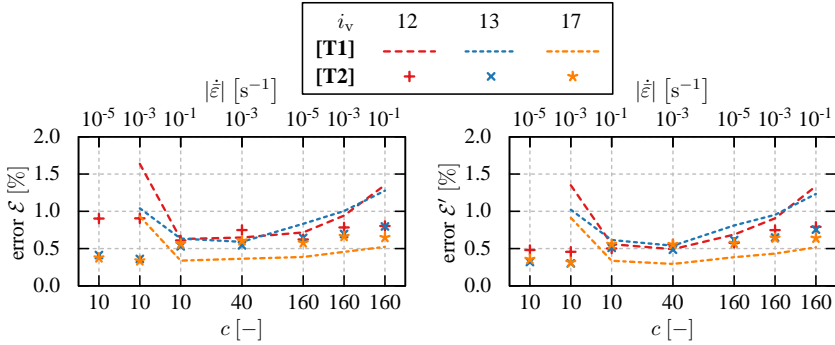 i_v 12 13 17
[T1]
[T2]
|ε̄̇| [s⁻¹] |ε̄̇| [s⁻¹]
10⁻⁵ 10⁻³ 10⁻¹ 10⁻³ 10⁻⁵ 10⁻³ 10⁻¹ 10⁻⁵ 10⁻³ 10⁻¹ 10⁻³ 10⁻⁵ 10⁻³ 10⁻¹
2.0 2.0
1.5 1.5
1.0 1.0
0.5 0.5
0.0 0.0
error ℰ [%] error ℰ′ [%]
10 10 10 40 160 160 160 10 10 10 40 160 160 160
c [−] c [−]